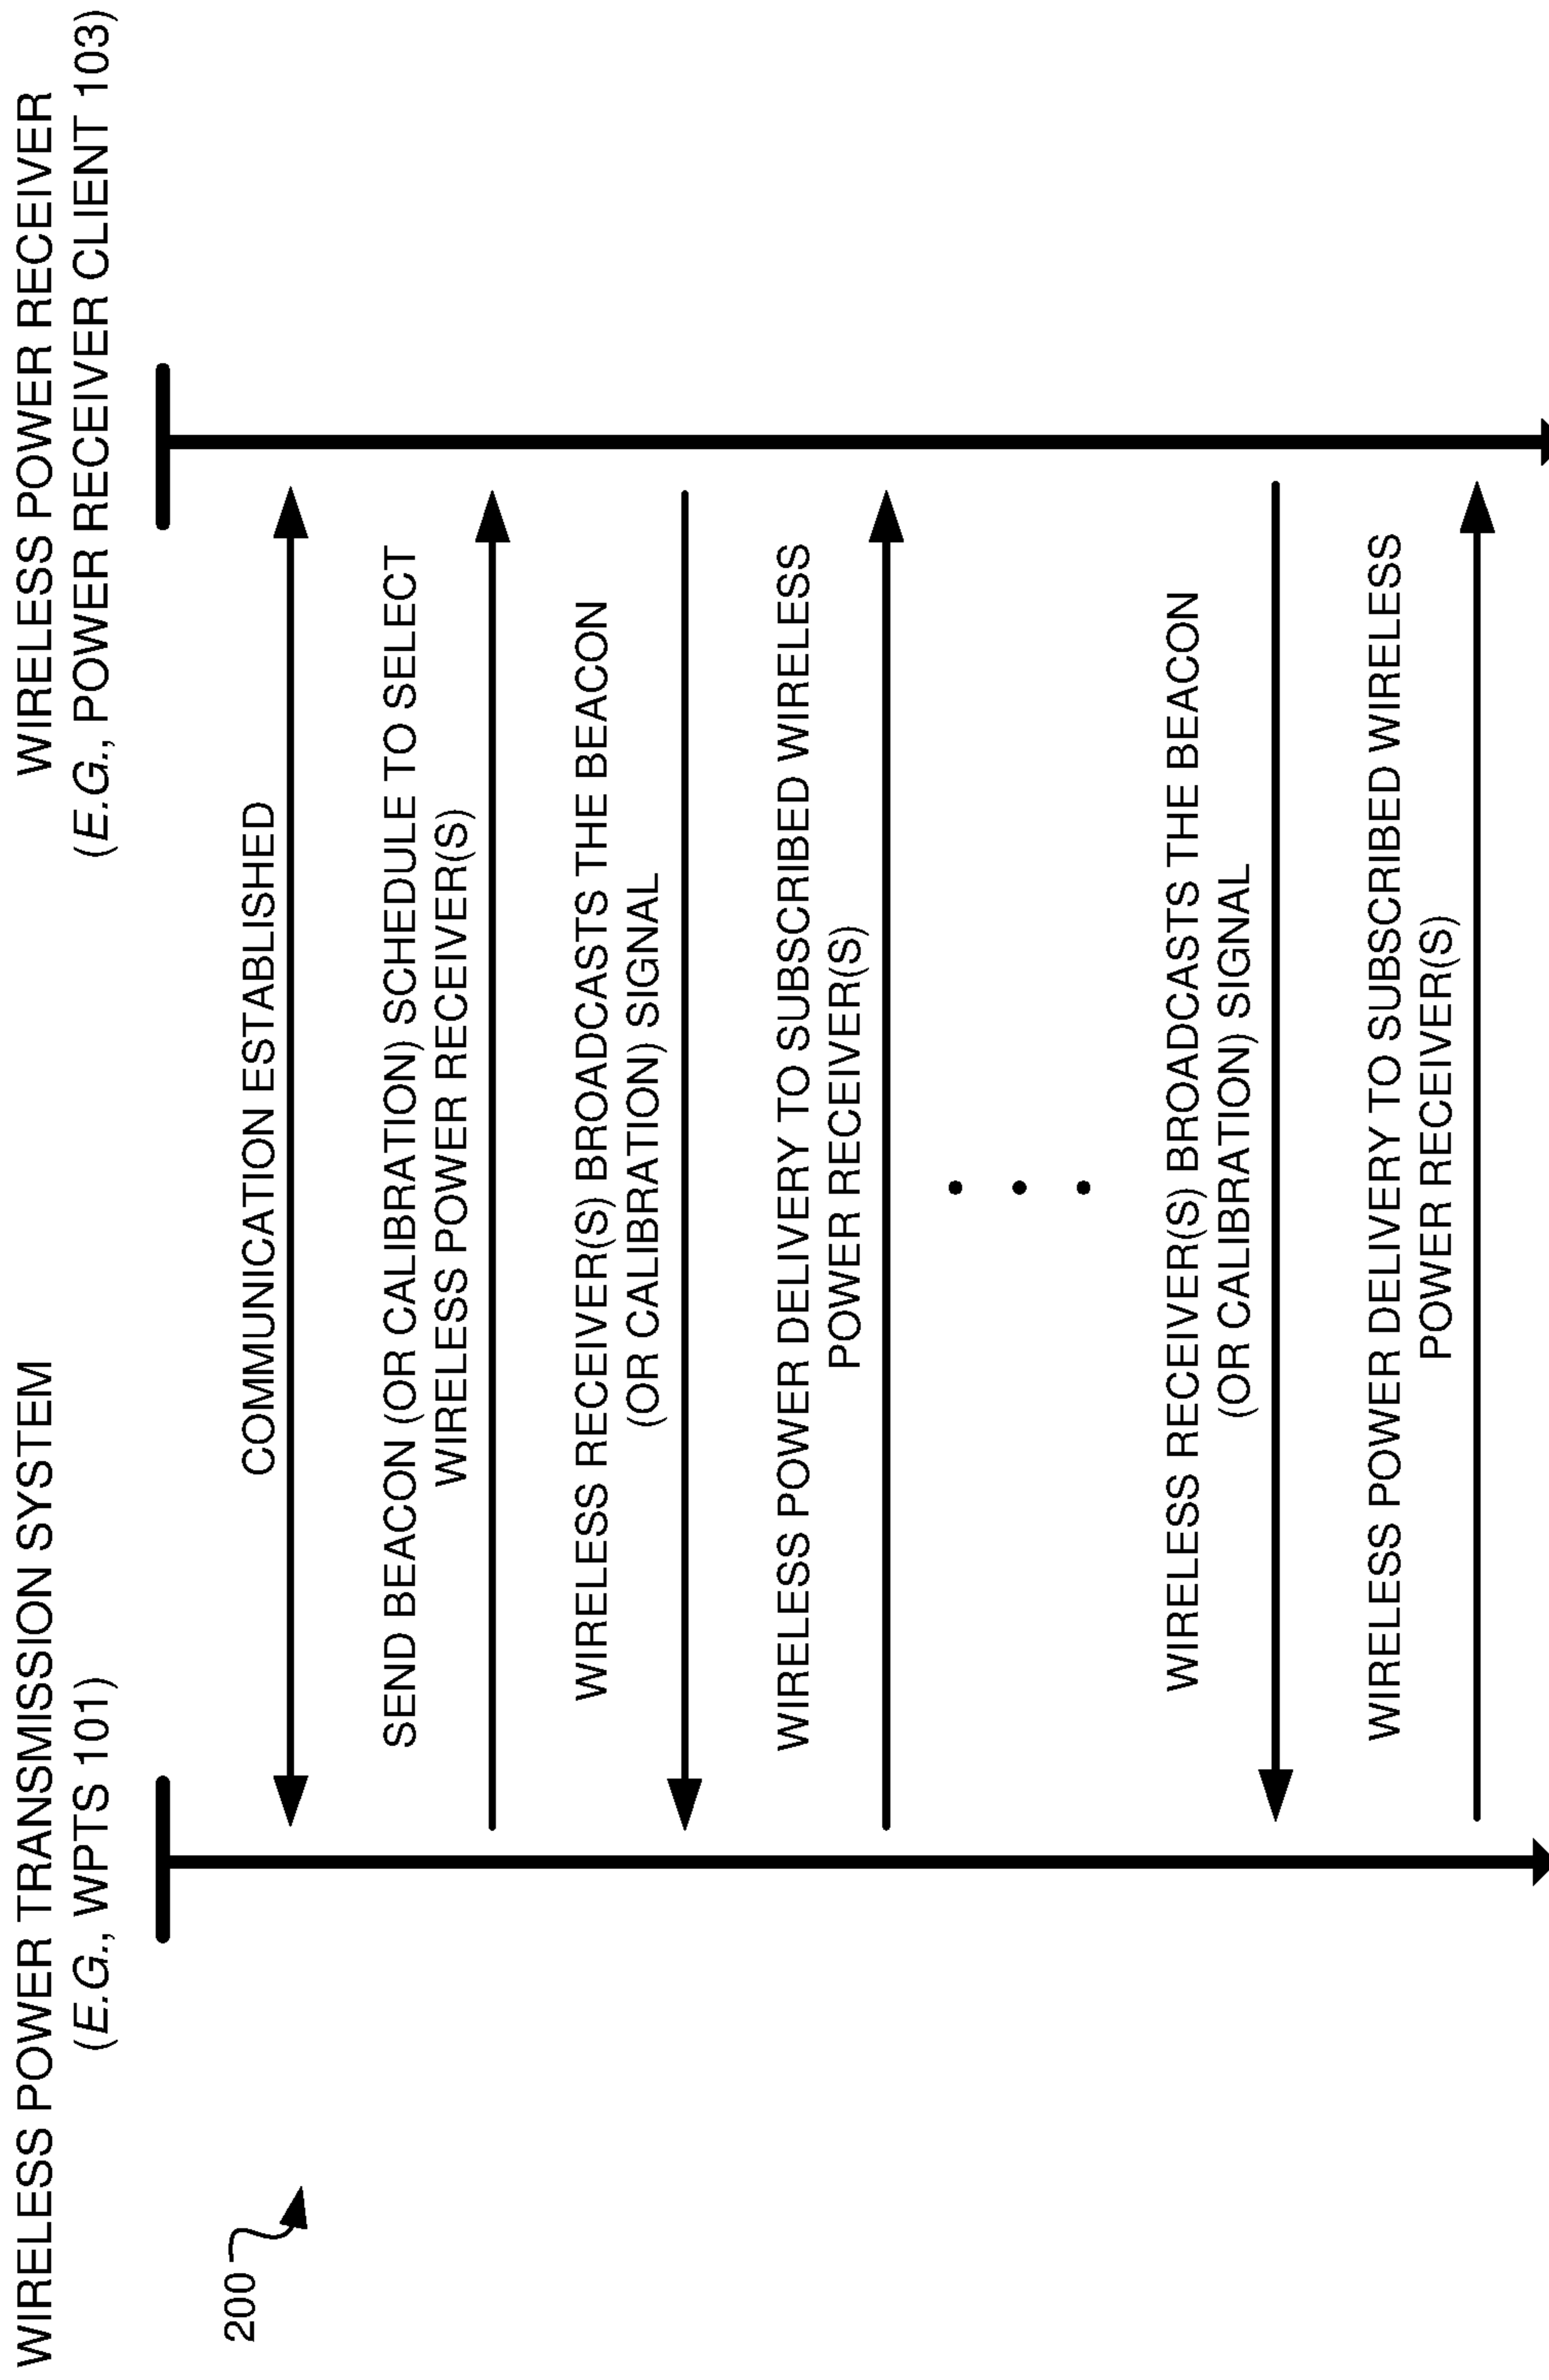 WIRELESS POWER TRANSMISSION SYSTEM
(E.G., WPTS 101)
WIRELESS POWER RECEIVER
(E.G., POWER RECEIVER CLIENT 103)
200
COMMUNICATION ESTABLISHED
SEND BEACON (OR CALIBRATION) SCHEDULE TO SELECT
WIRELESS POWER RECEIVER(S)
WIRELESS RECEIVER(S) BROADCASTS THE BEACON
(OR CALIBRATION) SIGNAL
WIRELESS POWER DELIVERY TO SUBSCRIBED WIRELESS
POWER RECEIVER(S)
WIRELESS RECEIVER(S) BROADCASTS THE BEACON
(OR CALIBRATION) SIGNAL
WIRELESS POWER DELIVERY TO SUBSCRIBED WIRELESS
POWER RECEIVER(S)